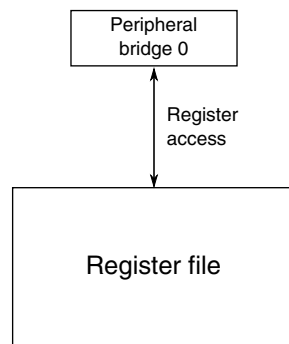 Peripheral
bridge 0
Register
access
Register file